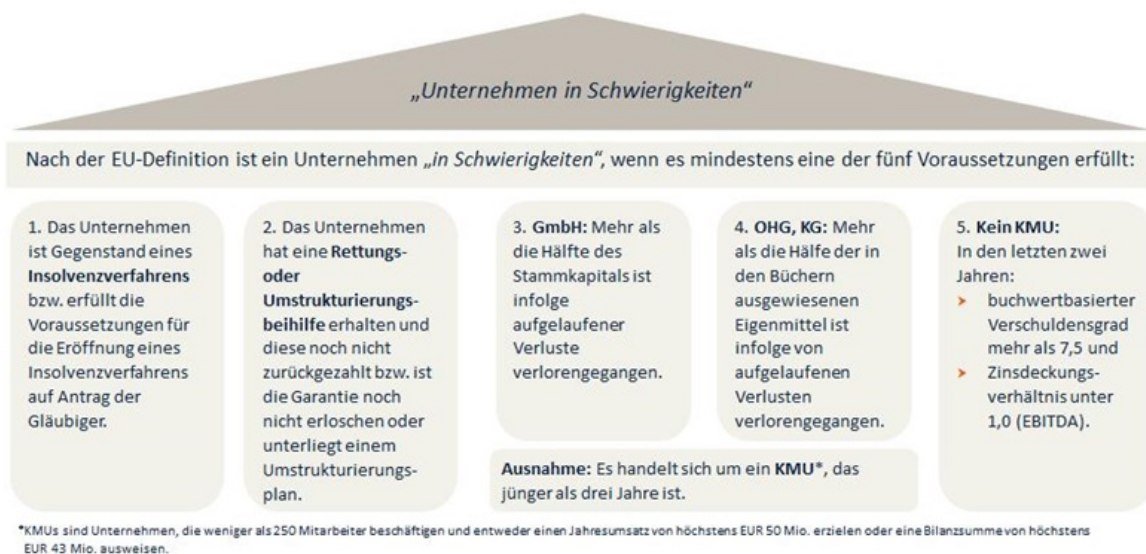 „Unternehmen in Schwierigkeiten“
Nach der EU-Definition ist ein Unternehmen „in Schwierigkeiten“, wenn es mindestens eine der fünf Voraussetzungen erfüllt:
1. Das Unternehmen
ist Gegenstand eines
Insolvenzverfahrens
bzw. erfüllt die
Voraussetzungen für
die Eröffnung eines
Insolvenzverfahrens
auf Antrag der
Gläubiger.
2. Das Unternehmen
hat eine Rettungs-
oder
Umstrukturierungs-
beihilfe erhalten und
diese noch nicht
zurückgezahlt bzw. ist
die Garantie noch
nicht erloschen oder
unterliegt einem
Umstrukturierungs-
plan.
3. GmbH: Mehr als
die Hälfte des
Stammkapitals ist
infolge
aufgelaufener
Verluste
verlorengegangen.
4. OHG, KG: Mehr
als die Hälfe der in
den Büchern
ausgewiesenen
Eigenmittel ist
infolge von
aufgelaufenen
Verlusten
verlorengegangen.
Ausnahme: Es handelt sich um ein KMU*, das
jünger als drei Jahre ist.
5. Kein KMU:
In den letzten zwei
Jahren:
➤ buchwertbasierter
Verschuldensgrad
mehr als 7,5 und
➤ Zinsdeckungs-
verhältnis unter
1,0 (EBITDA).
*KMUs sind Unternehmen, die weniger als 250 Mitarbeiter beschäftigen und entweder einen Jahresumsatz von höchstens EUR 50 Mio. erzielen oder eine Bilanzsumme von höchstens
EUR 43 Mio. ausweisen.